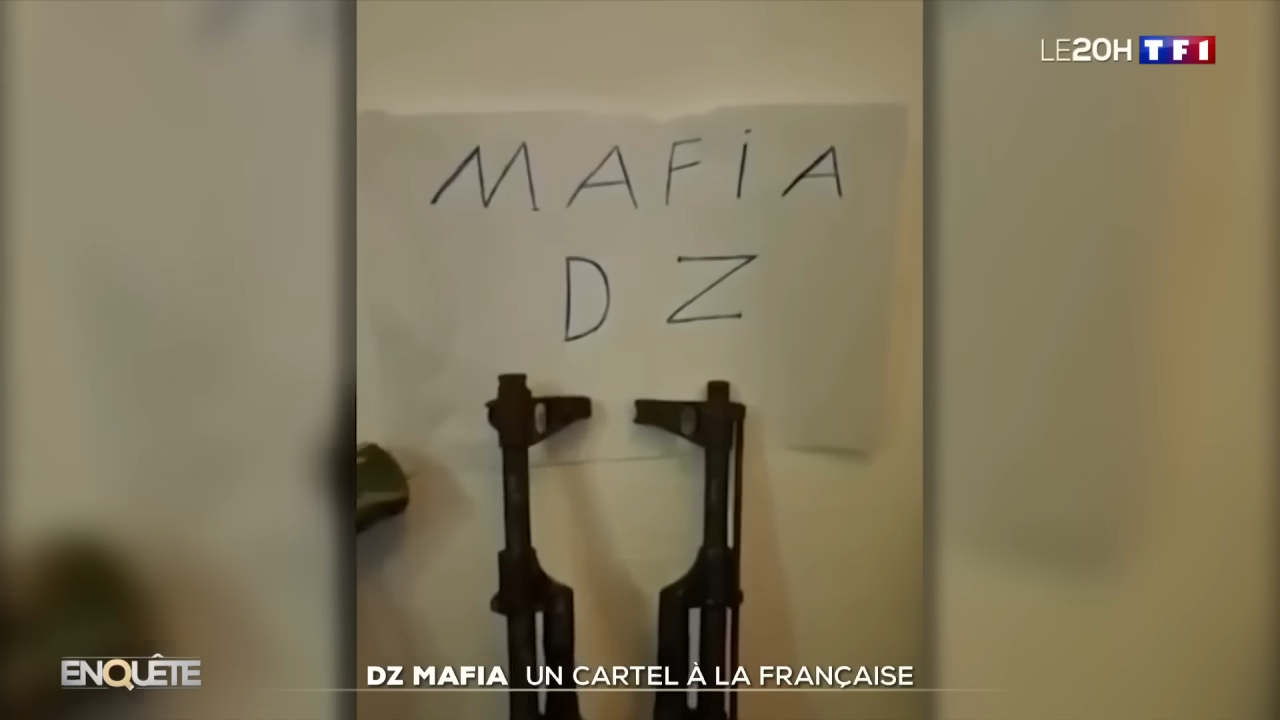 LE20H TF1
MAFiA
DZ
ENQUÊTE
DZ MAFIA UN CARTEL À LA FRANÇAISE